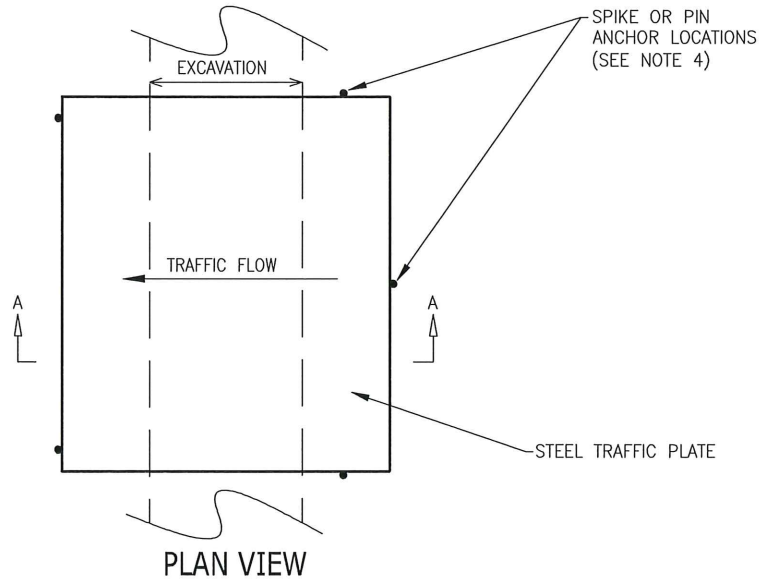 SPIKE OR PIN
ANCHOR LOCATIONS
(SEE NOTE 4)
EXCAVATION
TRAFFIC FLOW
A
A
STEEL TRAFFIC PLATE
PLAN VIEW